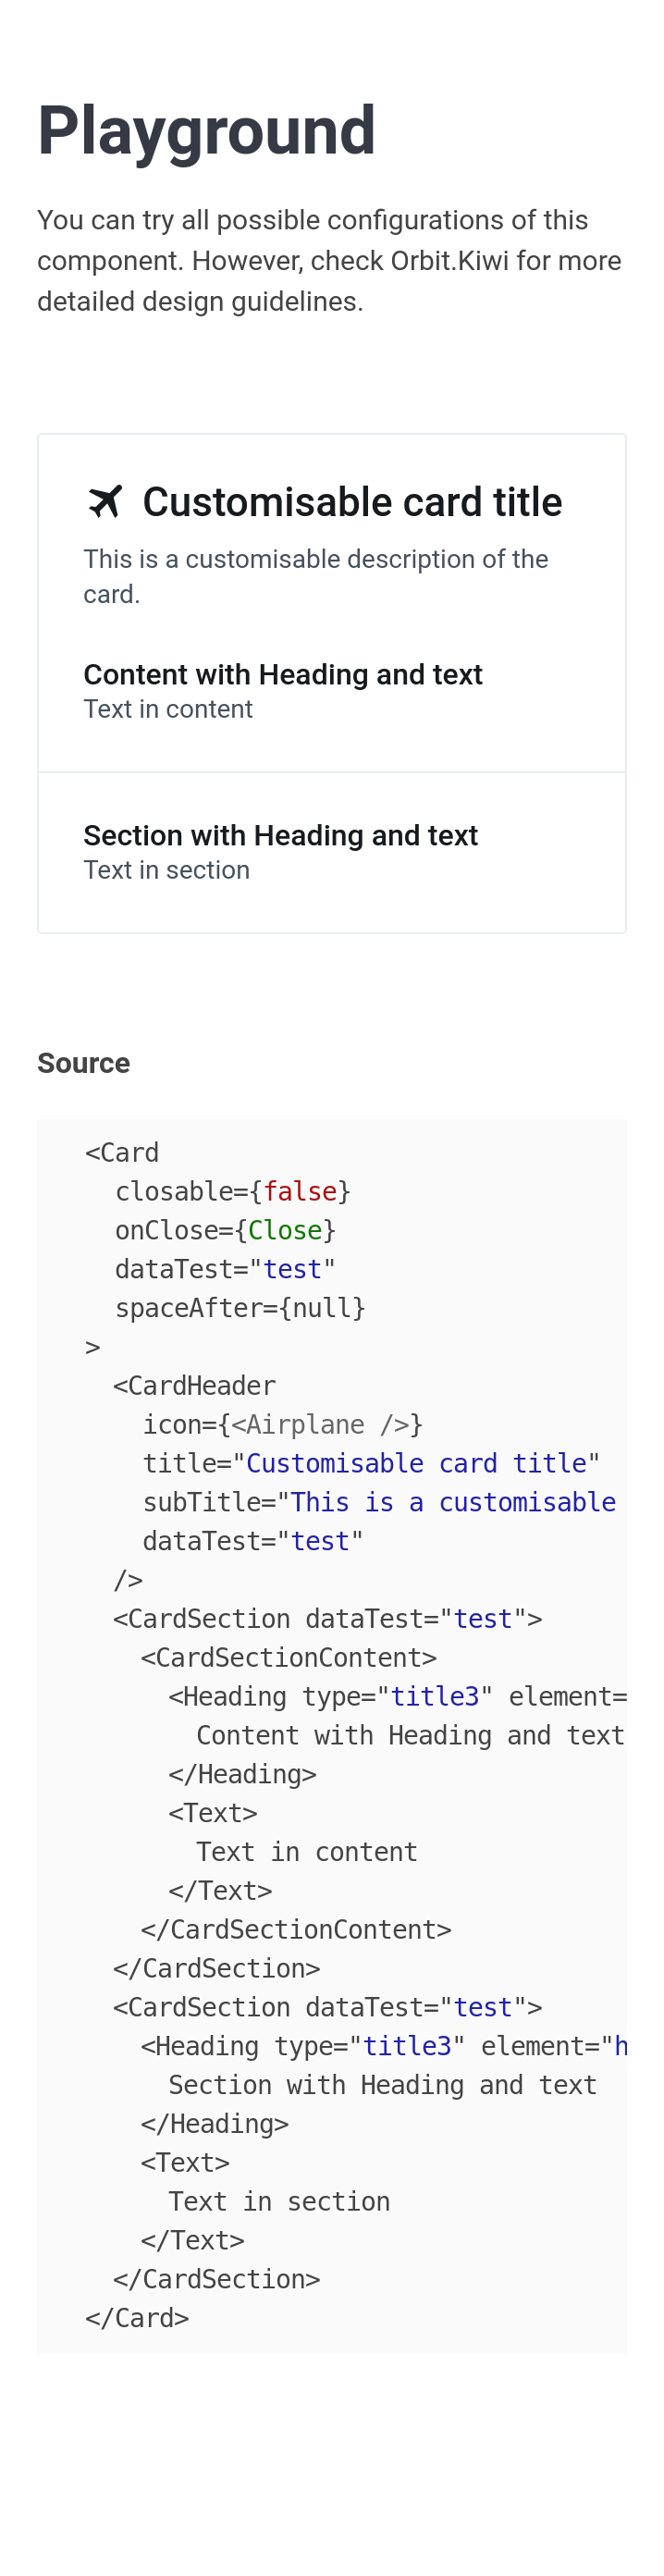 Playground
You can try all possible configurations of this
component. However, check Orbit.Kiwi for more
detailed design guidelines.
Customisable card title
This is a customisable description of the
card.
Content with Heading and text
Text in content
Section with Heading and text
Text in section
Source
<Card
closable={false}
onClose={Close}
dataTest="test"
spaceAfter={null}
>
<CardHeader
icon={<Airplane />}
title="Customisable card title"
subTitle="This is a customisable
dataTest="test"
/>
<CardSection dataTest="test">
<CardSectionContent>
<Heading type="title3" element=
Content with Heading and text
</Heading>
<Text>
Text in content
</Text>
</CardSectionContent>
</CardSection>
<CardSection dataTest="test">
<Heading type="title3" element="h
Section with Heading and text
</Heading>
<Text>
Text in section
</Text>
</CardSection>
</Card>